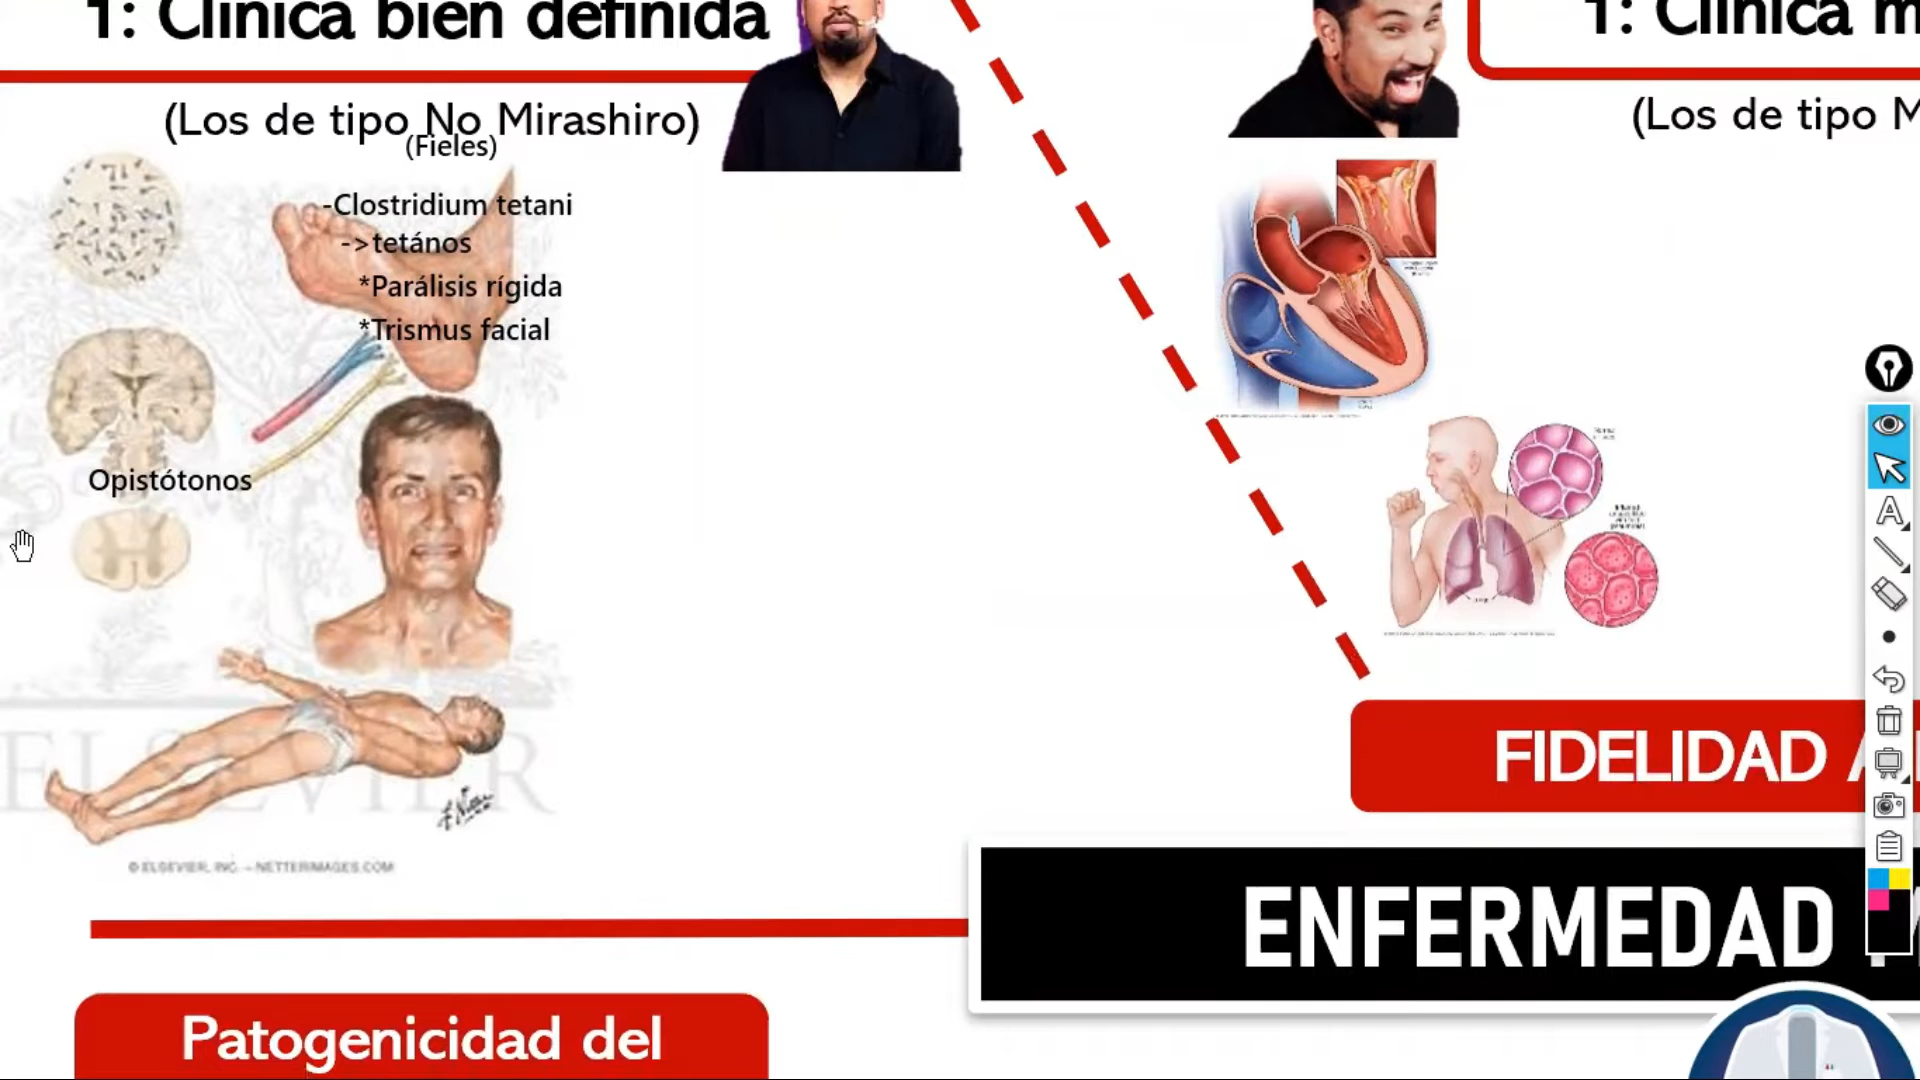 1: Clínica bien definida
(Los de tipo No Mirashiro)
(Fieles)
-Clostridium tetani
->tetános
*Parálisis rígida
*Trismus facial
Opistótonos
ELSEVIER
© ELSEVIER, INC. – NETTERIMAGES.COM
1: Clínica m
(Los de tipo M
FIDELIDAD A
ENFERMEDAD
Patogenicidad del